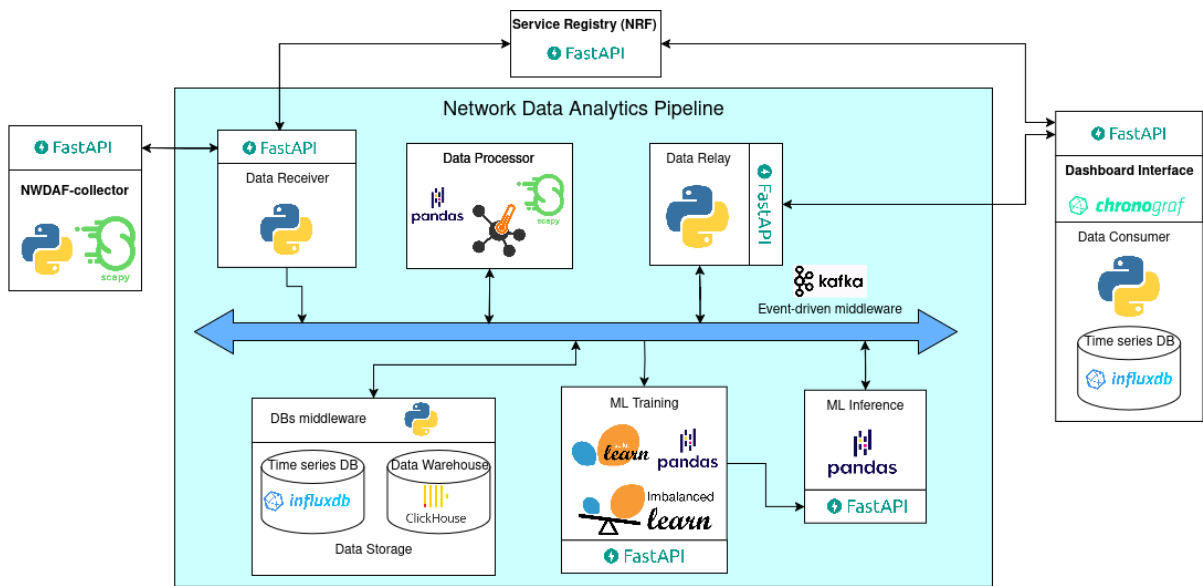 Service Registry (NRF)
FastAPI
Network Data Analytics Pipeline
FastAPI
NWDAF-collector
scapy
FastAPI
Data Receiver
Data Processor
pandas
scapy
Data Relay
FastAPI
kafka
Event-driven middleware
FastAPI
Dashboard Interface
chronograf
Data Consumer
Time series DB
influxdb
DBs middleware
Time series DB
influxdb
Data Warehouse
ClickHouse
Data Storage
ML Training
learn
pandas
Imbalanced
learn
FastAPI
ML Inference
pandas
FastAPI